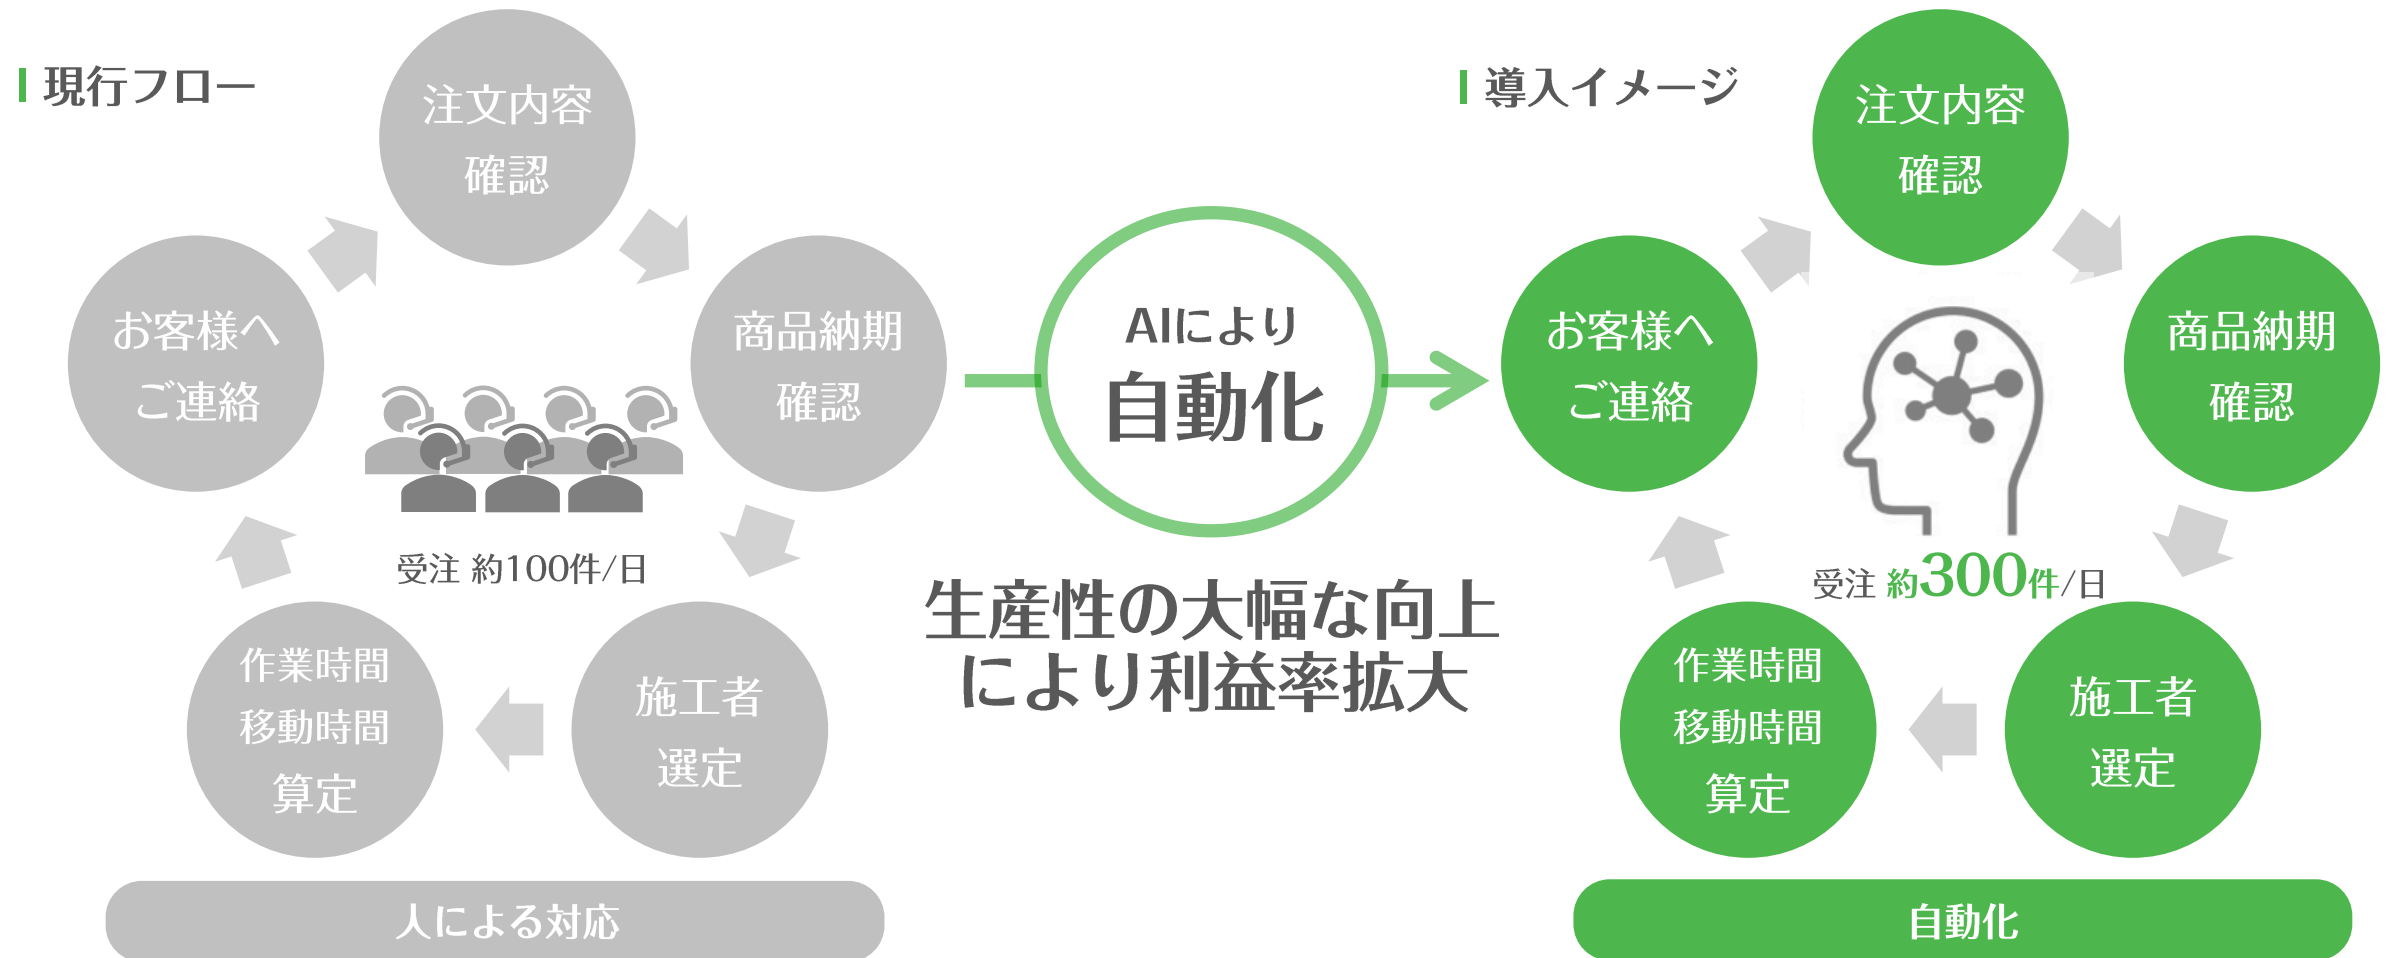 現行フロー
注文内容
確認
商品納期
確認
施工者
選定
作業時間
移動時間
算定
お客様へ
ご連絡
受注 約100件/日
人による対応
AIにより
自動化
生産性の大幅な向上
により利益率拡大
導入イメージ
注文内容
確認
商品納期
確認
施工者
選定
作業時間
移動時間
算定
お客様へ
ご連絡
受注 約300件/日
自動化